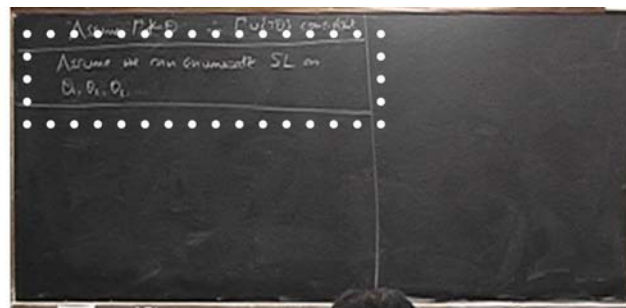 Assume Γ⊬θ ∴ Γ∪{¬θ} consistent
Assume we can enumerate SL as
θ₁, θ₂, θ₃, ...